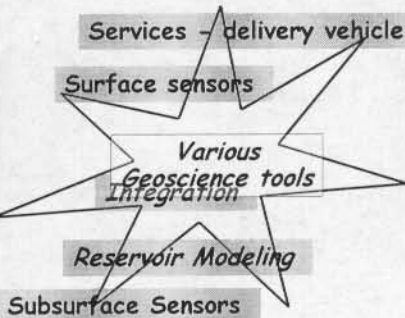 Services - delivery vehicle
Surface sensors
Various
Geoscience tools
Integration
Reservoir Modeling
Subsurface Sensors